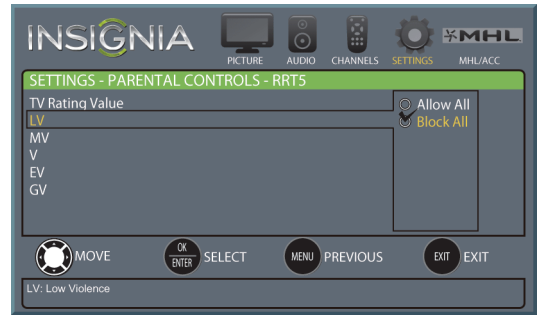 INSIGNIA
PICTURE AUDIO CHANNELS SETTINGS MHL MHL/ACC
SETTINGS - PARENTAL CONTROLS - RRT5
TV Rating Value
LV
MV
V
EV
GV
Allow All
Block All
MOVE OK ENTER SELECT MENU PREVIOUS EXIT EXIT
LV: Low Violence